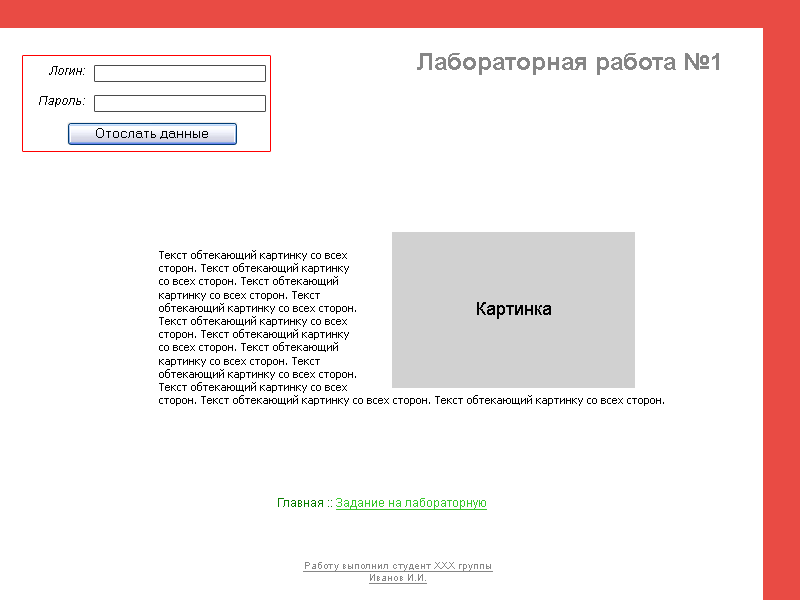 Лабораторная работа №1
Логин:
Пароль:
Отослать данные
Текст обтекающий картинку со всех
сторон. Текст обтекающий картинку
со всех сторон. Текст обтекающий
картинку со всех сторон. Текст
обтекающий картинку со всех сторон.
Текст обтекающий картинку со всех
сторон. Текст обтекающий картинку
со всех сторон. Текст обтекающий
картинку со всех сторон. Текст
обтекающий картинку со всех сторон.
Текст обтекающий картинку со всех
сторон. Текст обтекающий картинку со всех сторон. Текст обтекающий картинку со всех сторон.
Картинка
Главная :: Задание на лабораторную
Работу выполнил студент XXX группы
Иванов И.И.